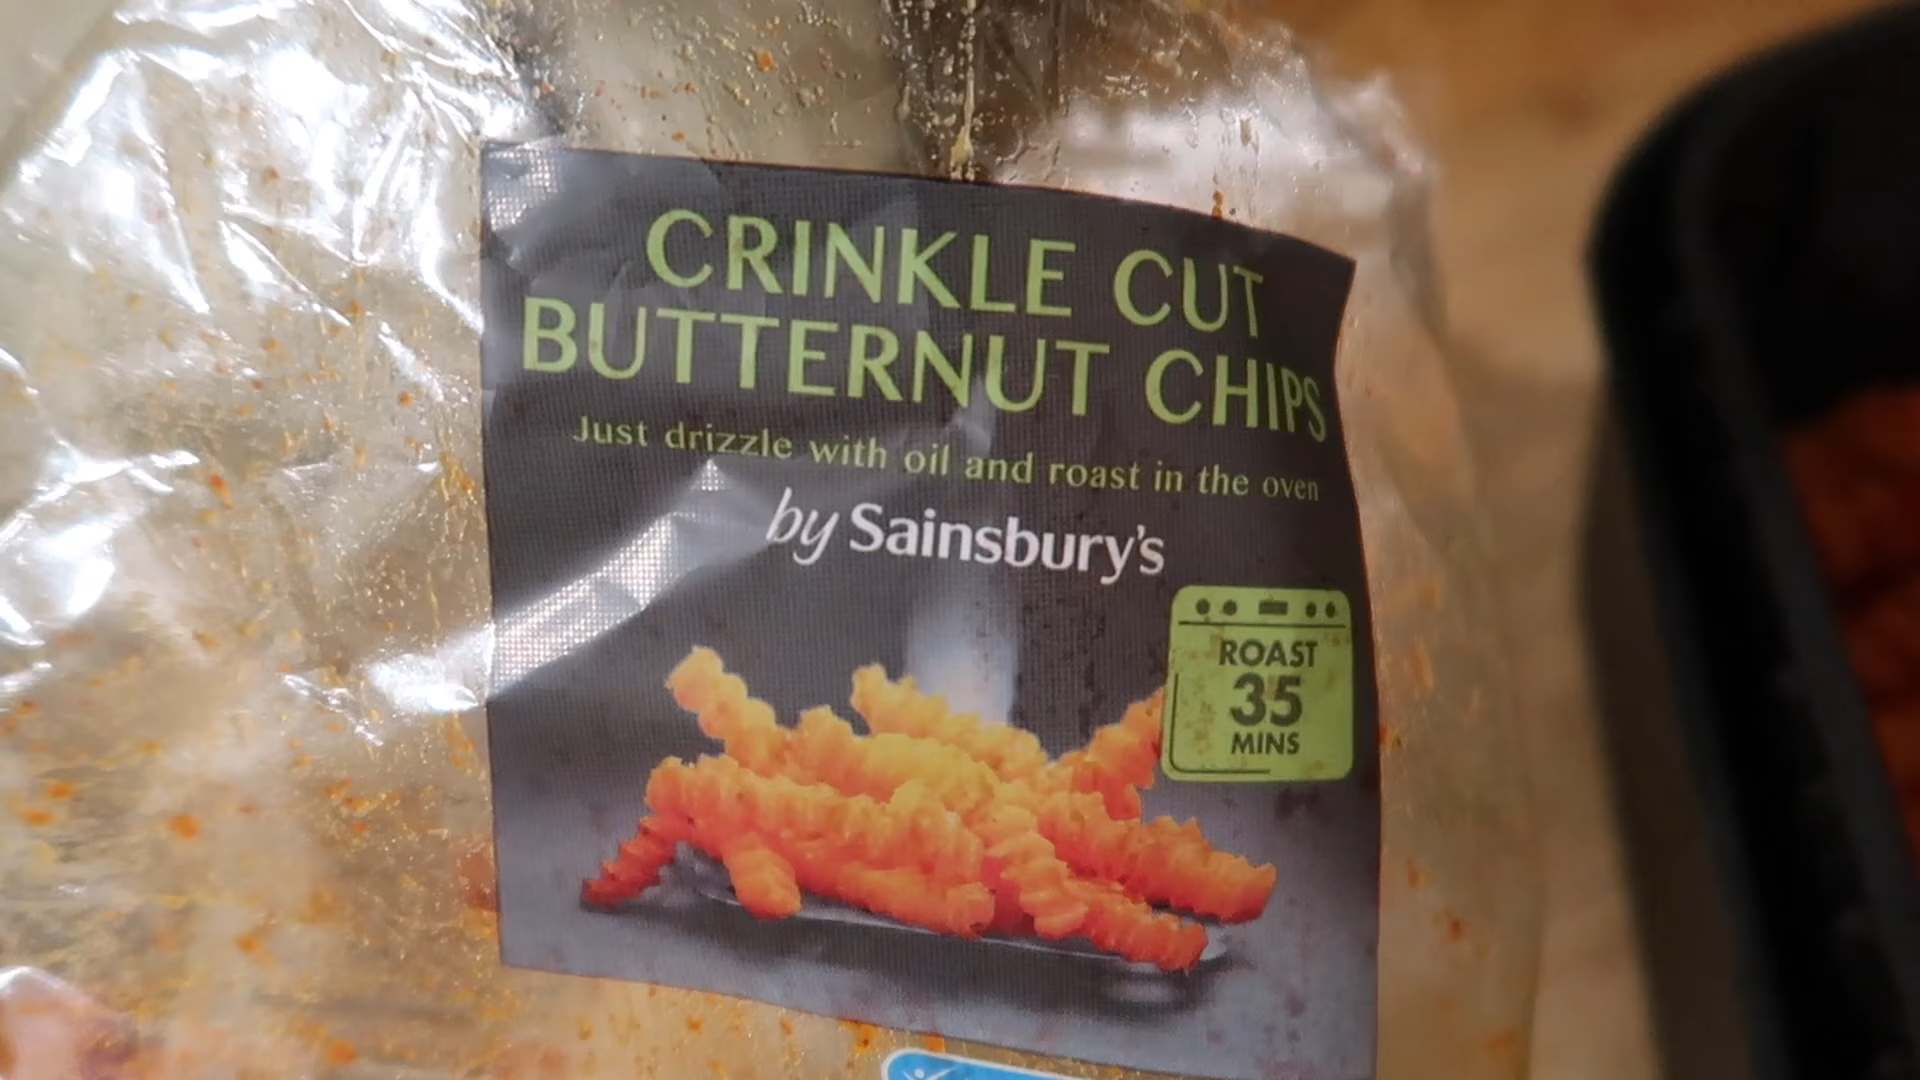 CRINKLE CUT
BUTTERNUT CHIPS
Just drizzle with oil and roast in the oven
by Sainsbury's
ROAST
35
MINS